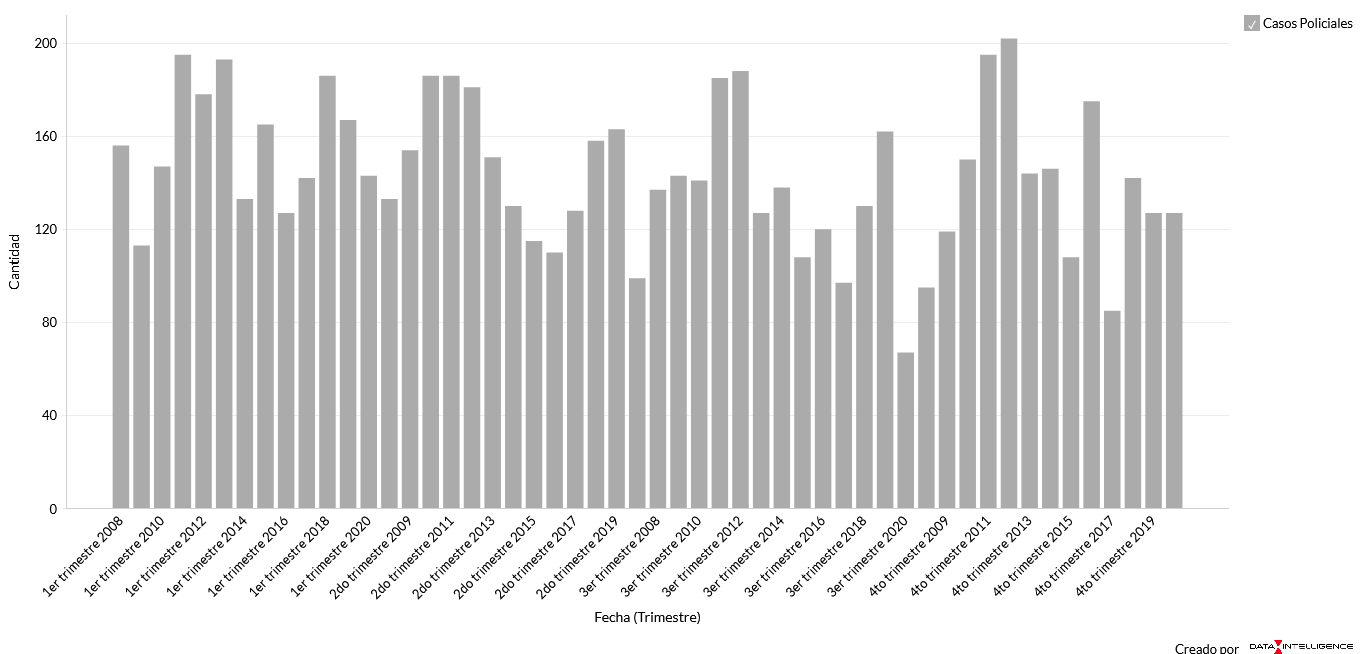 Casos Policiales
200
160
120
80
40
0
Cantidad
1er trimestre 2008
1er trimestre 2010
1er trimestre 2012
1er trimestre 2014
1er trimestre 2016
1er trimestre 2018
1er trimestre 2020
2do trimestre 2009
2do trimestre 2011
2do trimestre 2013
2do trimestre 2015
2do trimestre 2017
2do trimestre 2019
3er trimestre 2008
3er trimestre 2010
3er trimestre 2012
3er trimestre 2014
3er trimestre 2016
3er trimestre 2018
3er trimestre 2020
4to trimestre 2009
4to trimestre 2011
4to trimestre 2013
4to trimestre 2015
4to trimestre 2017
4to trimestre 2019
Fecha (Trimestre)
Creado por DATA INTELLIGENCE